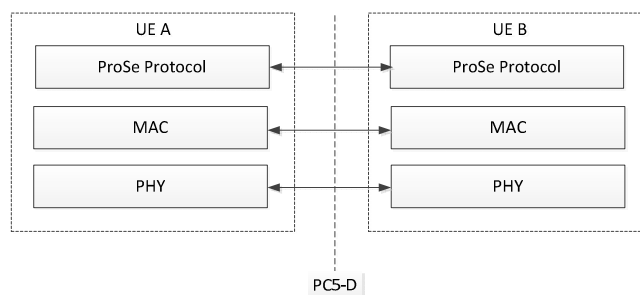 UE A
UE B
ProSe Protocol
ProSe Protocol
MAC
MAC
PHY
PHY
PC5-D